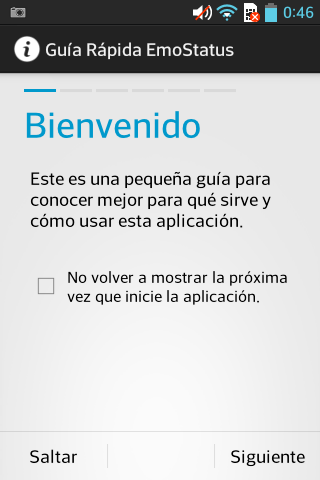 0:46
Guía Rápida EmoStatus
Bienvenido
Este es una pequeña guía para
conocer mejor para qué sirve y
cómo usar esta aplicación.
No volver a mostrar la próxima
vez que inicie la aplicación.
Saltar
Siguiente